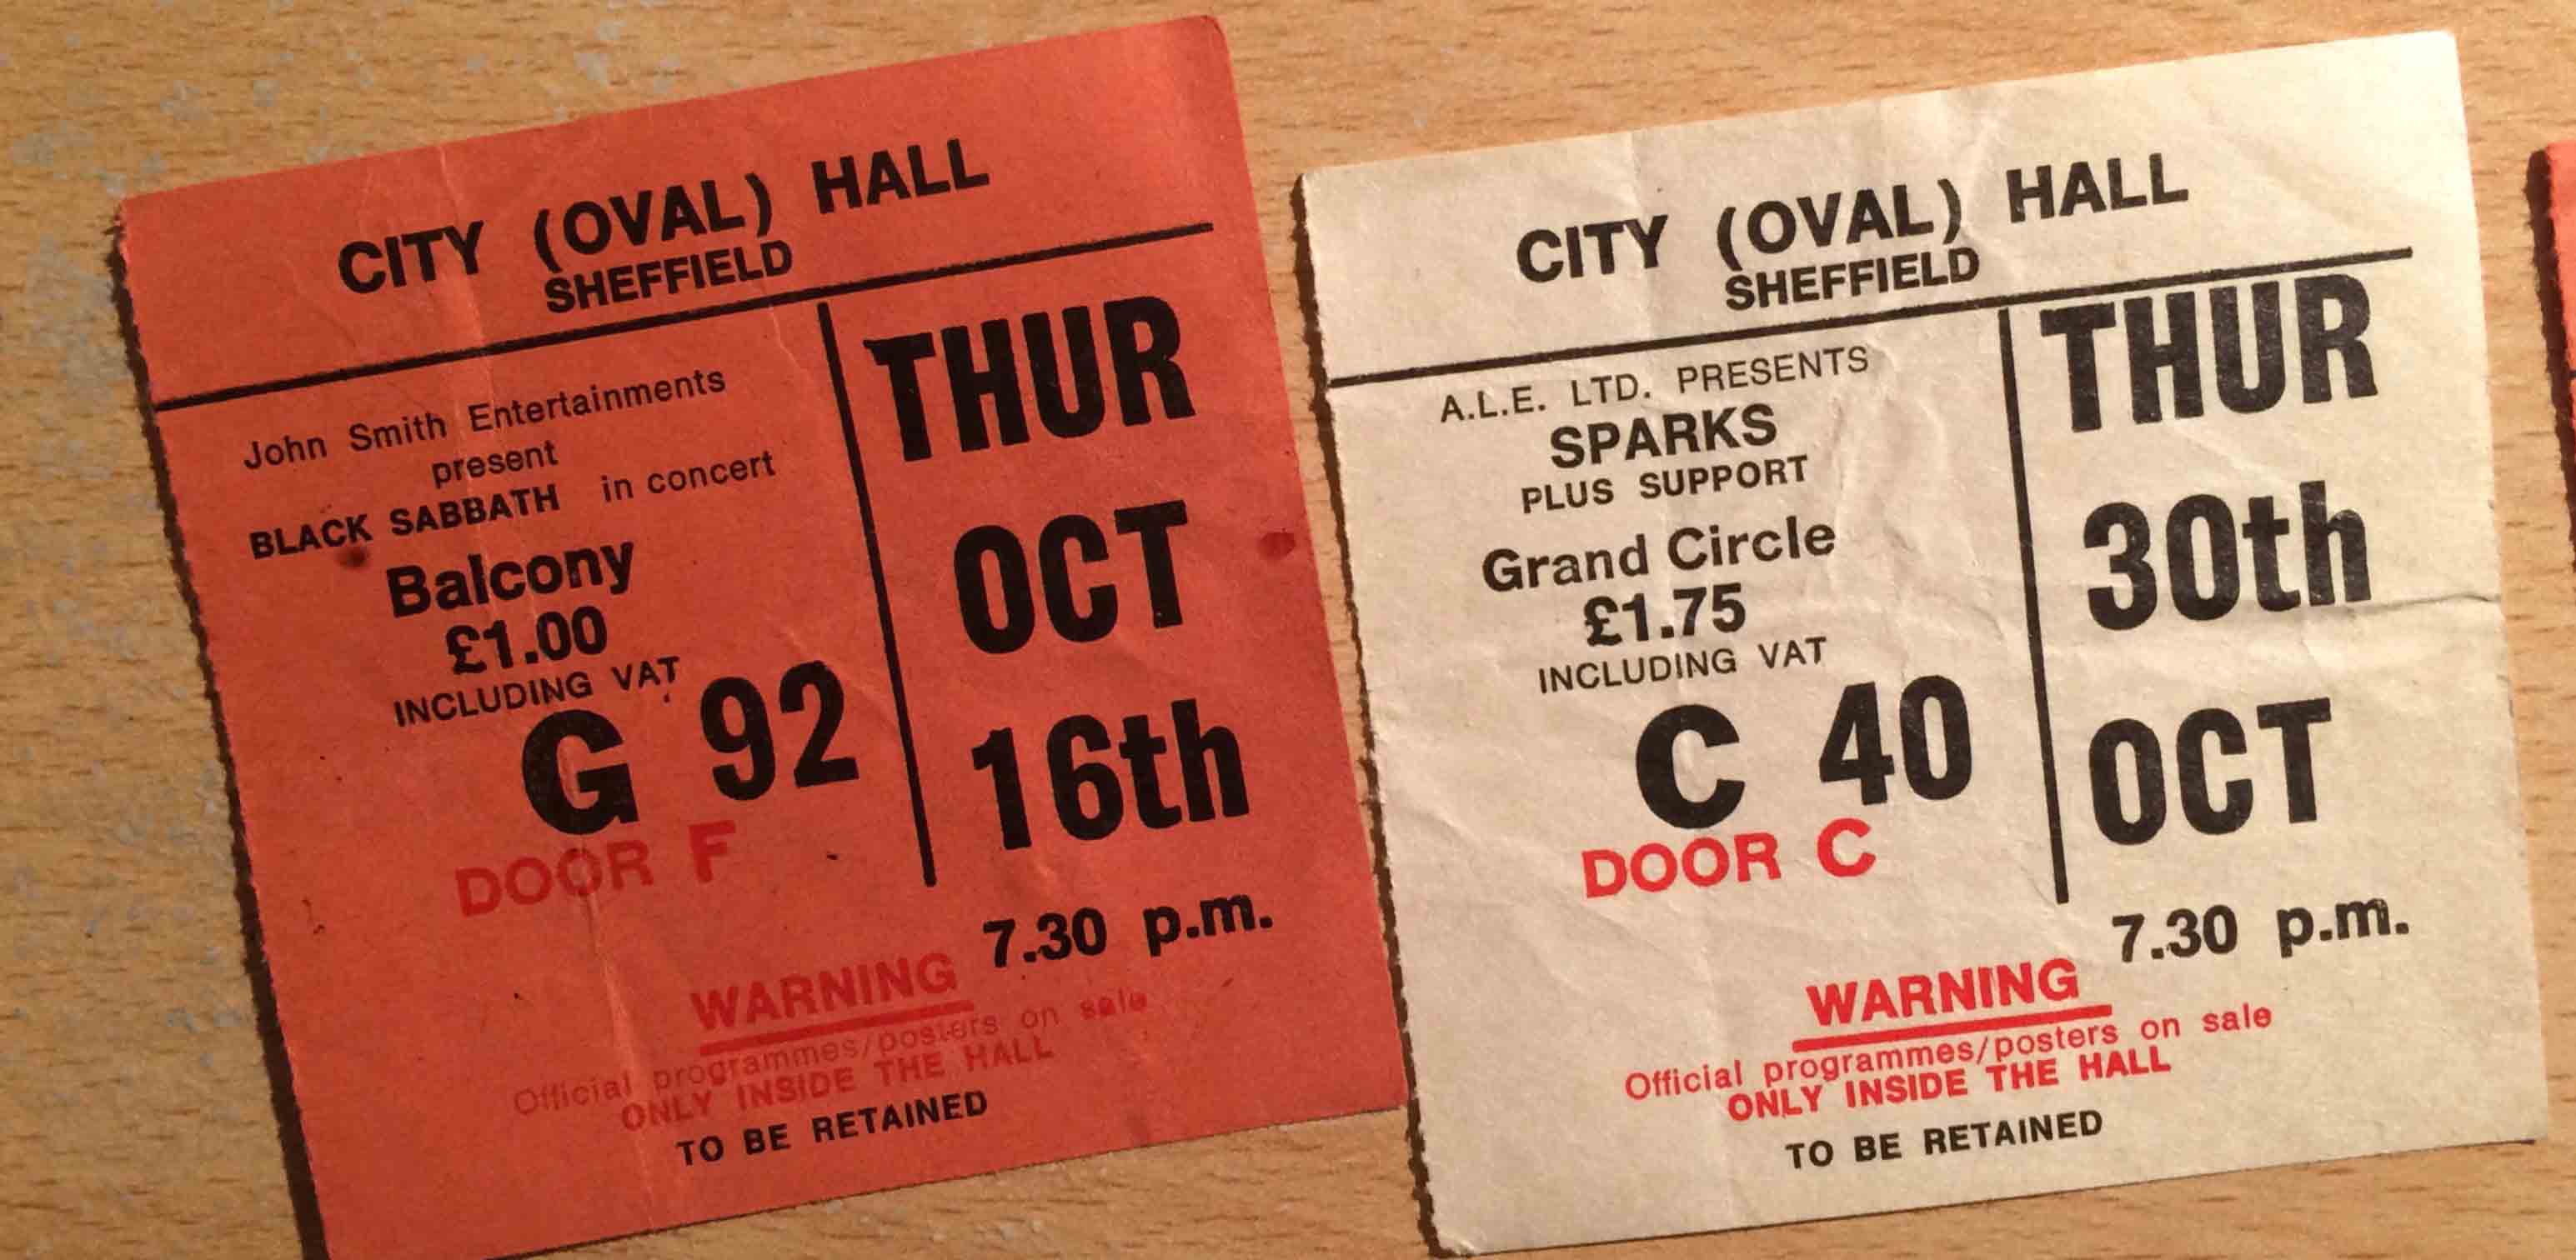 CITY (OVAL) HALL
SHEFFIELD
John Smith Entertainments
present
BLACK SABBATH in concert
Balcony
£1.00
INCLUDING VAT
G 92
DOOR F
THUR
OCT
16th
7.30 p.m.
WARNING
Official programmes/posters on sale
ONLY INSIDE THE HALL
TO BE RETAINED
CITY (OVAL) HALL
SHEFFIELD
A.L.E. LTD. PRESENTS
SPARKS
PLUS SUPPORT
Grand Circle
£1.75
INCLUDING VAT
C 40
DOOR C
THUR
30th
OCT
7.30 p.m.
WARNING
Official programmes/posters on sale
ONLY INSIDE THE HALL
TO BE RETAINED